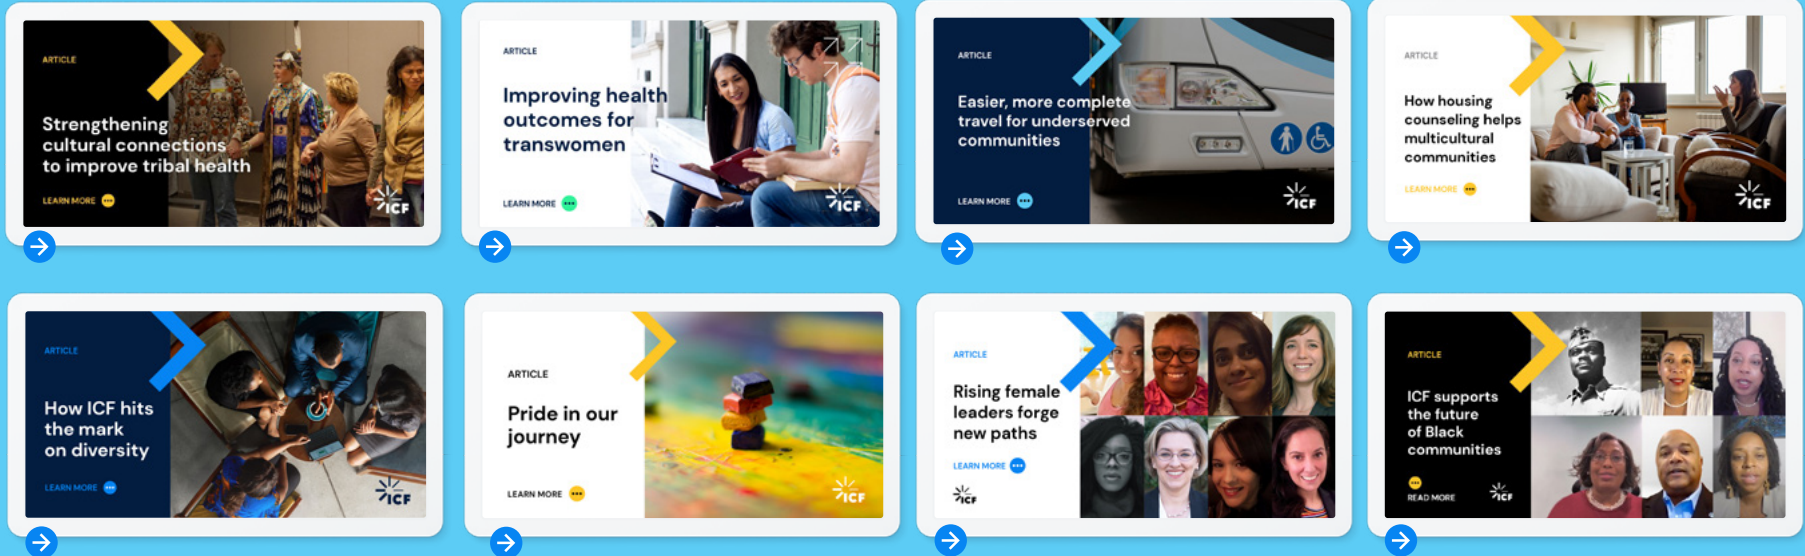 ARTICLE
Strengthening
cultural connections
to improve tribal health
LEARN MORE
ICF
ARTICLE
Improving health
outcomes for
transwomen
LEARN MORE
ICF
ARTICLE
Easier, more complete
travel for underserved
communities
LEARN MORE
ICF
ARTICLE
How housing
counseling helps
multicultural
communities
LEARN MORE
ICF
ARTICLE
How ICF hits
the mark
on diversity
LEARN MORE
ICF
ARTICLE
Pride in our
journey
LEARN MORE
ICF
ARTICLE
Rising female
leaders forge
new paths
LEARN MORE
ICF
ARTICLE
ICF supports
the future
of Black
communities
READ MORE
ICF